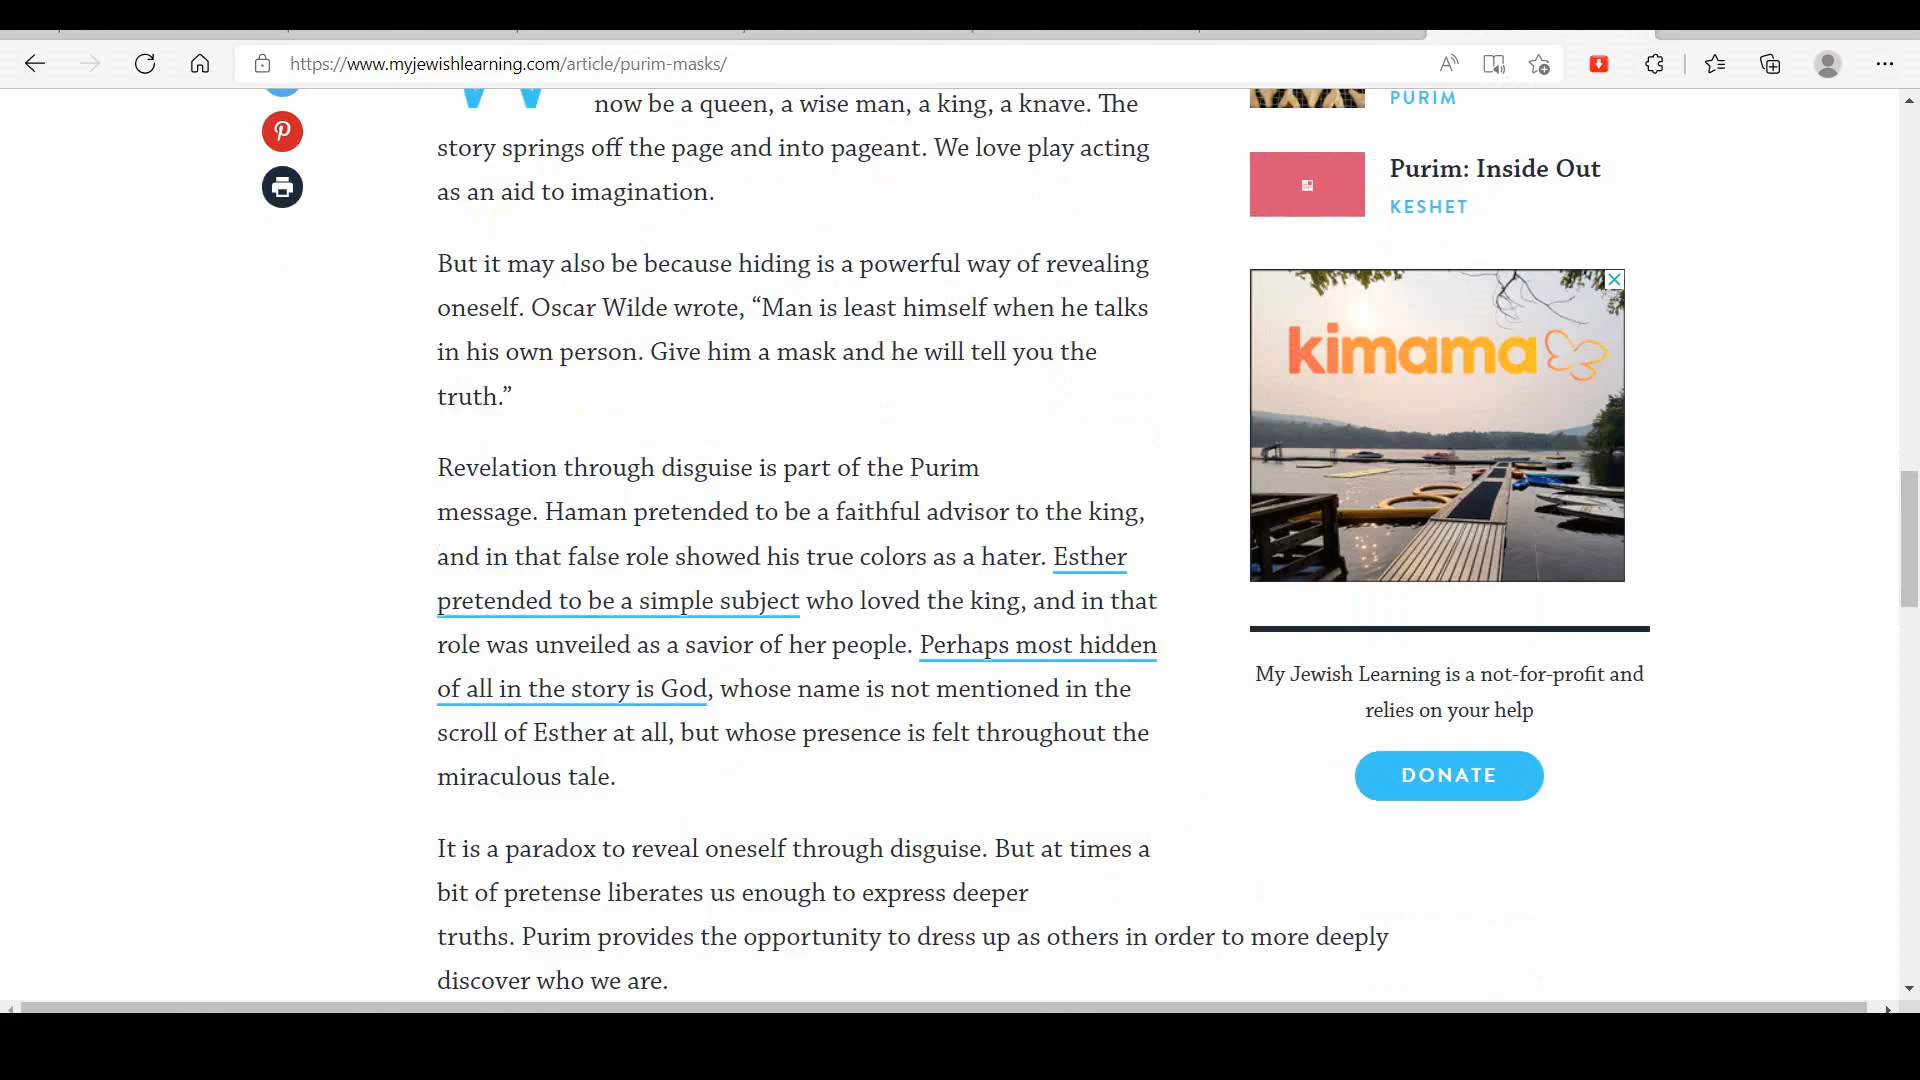 https://www.myjewishlearning.com/article/purim-masks/
now be a queen, a wise man, a king, a knave. The
story springs off the page and into pageant. We love play acting
as an aid to imagination.
But it may also be because hiding is a powerful way of revealing
oneself. Oscar Wilde wrote, “Man is least himself when he talks
in his own person. Give him a mask and he will tell you the
truth.”
Revelation through disguise is part of the Purim
message. Haman pretended to be a faithful advisor to the king,
and in that false role showed his true colors as a hater. Esther
pretended to be a simple subject who loved the king, and in that
role was unveiled as a savior of her people. Perhaps most hidden
of all in the story is God, whose name is not mentioned in the
scroll of Esther at all, but whose presence is felt throughout the
miraculous tale.
It is a paradox to reveal oneself through disguise. But at times a
bit of pretense liberates us enough to express deeper
truths. Purim provides the opportunity to dress up as others in order to more deeply
discover who we are.
PURIM
Purim: Inside Out
KESHET
kimama
My Jewish Learning is a not-for-profit and
relies on your help
DONATE